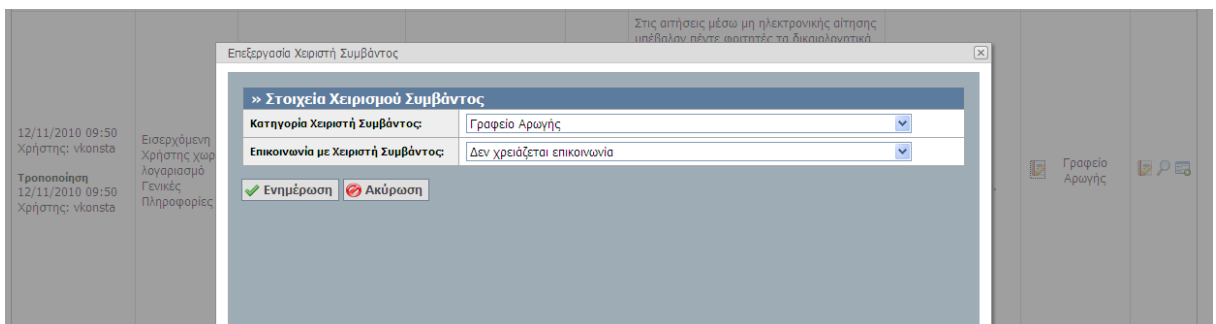 Στις αιτήσεις μέσω μη ηλεκτρονικής αίτησης
υπέβαλαν πέντε φοιτητές τα δικαιολογητικά
Επεξεργασία Χειριστή Συμβάντος
» Στοιχεία Χειρισμού Συμβάντος
Κατηγορία Χειριστή Συμβάντος:
Γραφείο Αρωγής
Επικοινωνία με Χειριστή Συμβάντος:
Δεν χρειάζεται επικοινωνία
Ενημέρωση
Ακύρωση
12/11/2010 09:50
Χρήστης: vkonsta
Τροποποίηση
12/11/2010 09:50
Χρήστης: vkonsta
Εισερχόμενη
Χρήστης χωρ
λογαριασμό
Γενικές
Πληροφορίες
Γραφείο
Αρωγής